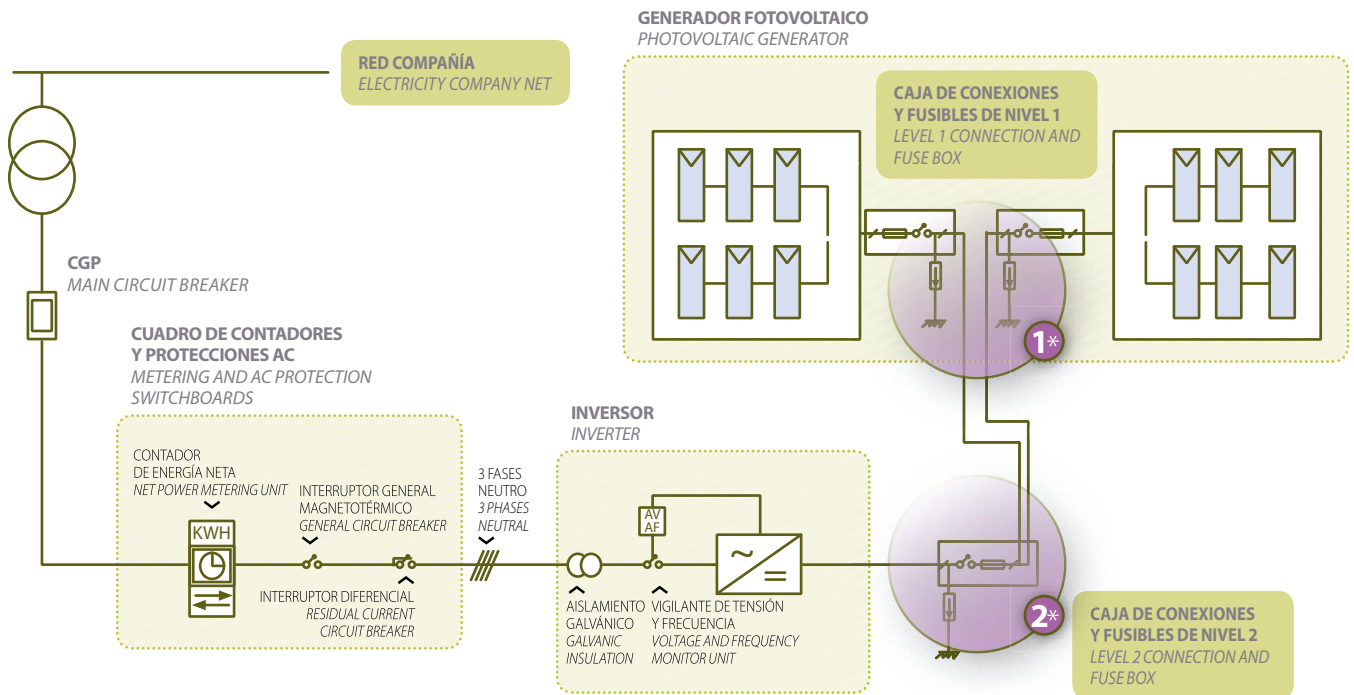 GENERADOR FOTOVOLTAICO
PHOTOVOLTAIC GENERATOR
RED COMPAÑÍA
ELECTRICITY COMPANY NET
CAJA DE CONEXIONES
Y FUSIBLES DE NIVEL 1
LEVEL 1 CONNECTION AND
FUSE BOX
1*
CGP
MAIN CIRCUIT BREAKER
CUADRO DE CONTADORES
Y PROTECCIONES AC
METERING AND AC PROTECTION
SWITCHBOARDS
CONTADOR
DE ENERGÍA NETA
NET POWER METERING UNIT
KWH
INTERRUPTOR GENERAL
MAGNETOTÉRMICO
GENERAL CIRCUIT BREAKER
INTERRUPTOR DIFERENCIAL
RESIDUAL CURRENT
CIRCUIT BREAKER
3 FASES
NEUTRO
3 PHASES
NEUTRAL
INVERSOR
INVERTER
AV
AF
~
=
AISLAMIENTO
GALVÁNICO
GALVANIC
INSULATION
VIGILANTE DE TENSIÓN
Y FRECUENCIA
VOLTAGE AND FREQUENCY
MONITOR UNIT
2*
CAJA DE CONEXIONES
Y FUSIBLES DE NIVEL 2
LEVEL 2 CONNECTION AND
FUSE BOX